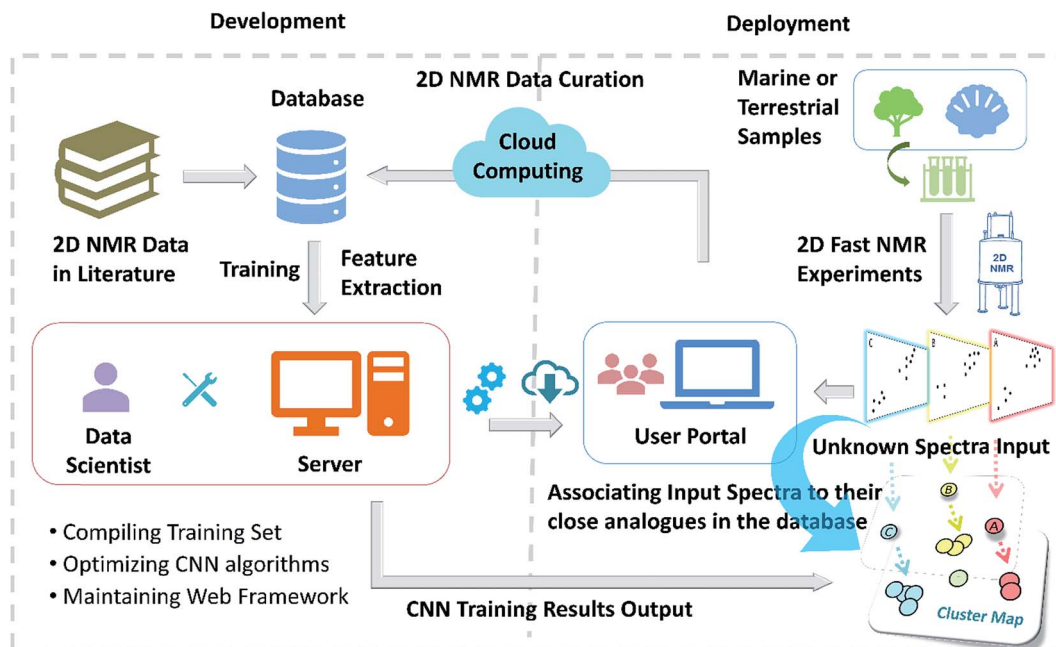 Development
Deployment
2D NMR Data Curation
Database
Cloud
Computing
Marine or
Terrestrial
Samples
2D NMR Data
in Literature
Training
Feature
Extraction
2D Fast NMR
Experiments
2D
NMR
C
B
A
Data
Scientist
Server
User Portal
Unknown Spectra Input
Associating Input Spectra to their
close analogues in the database
B
C
A
• Compiling Training Set
• Optimizing CNN algorithms
• Maintaining Web Framework
CNN Training Results Output
Cluster Map